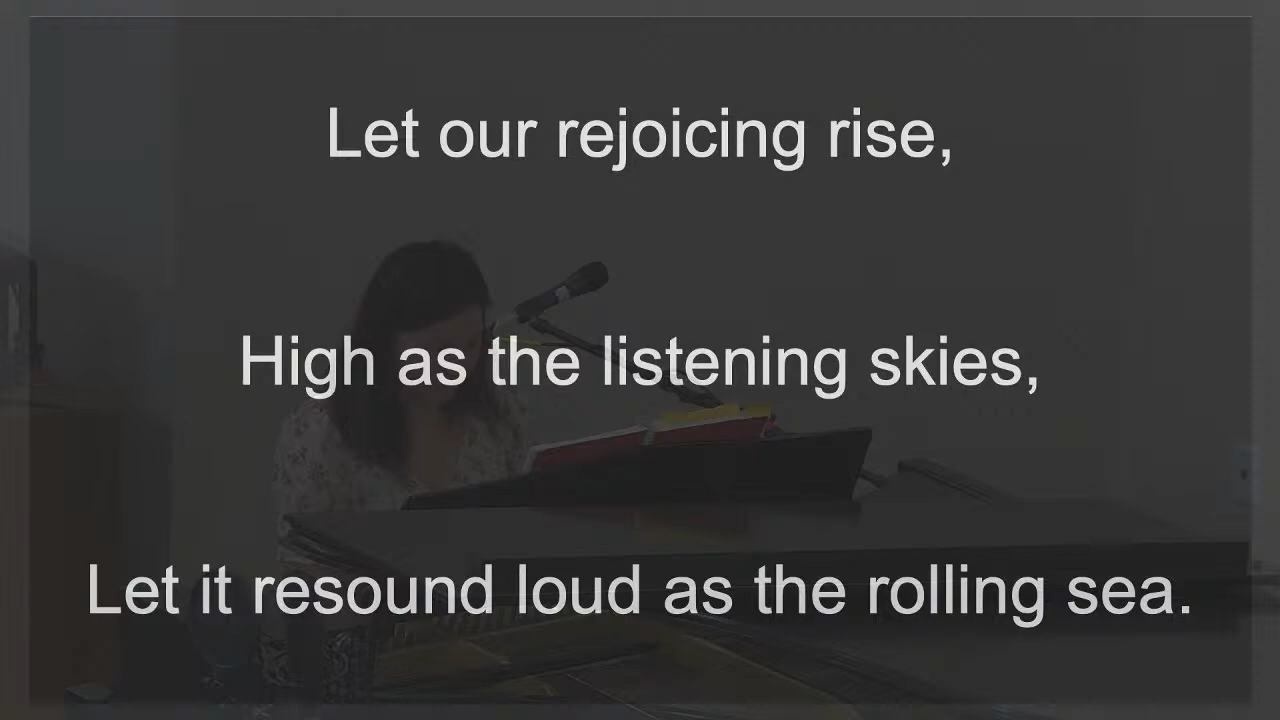 Let our rejoicing rise,
High as the listening skies,
Let it resound loud as the rolling sea.